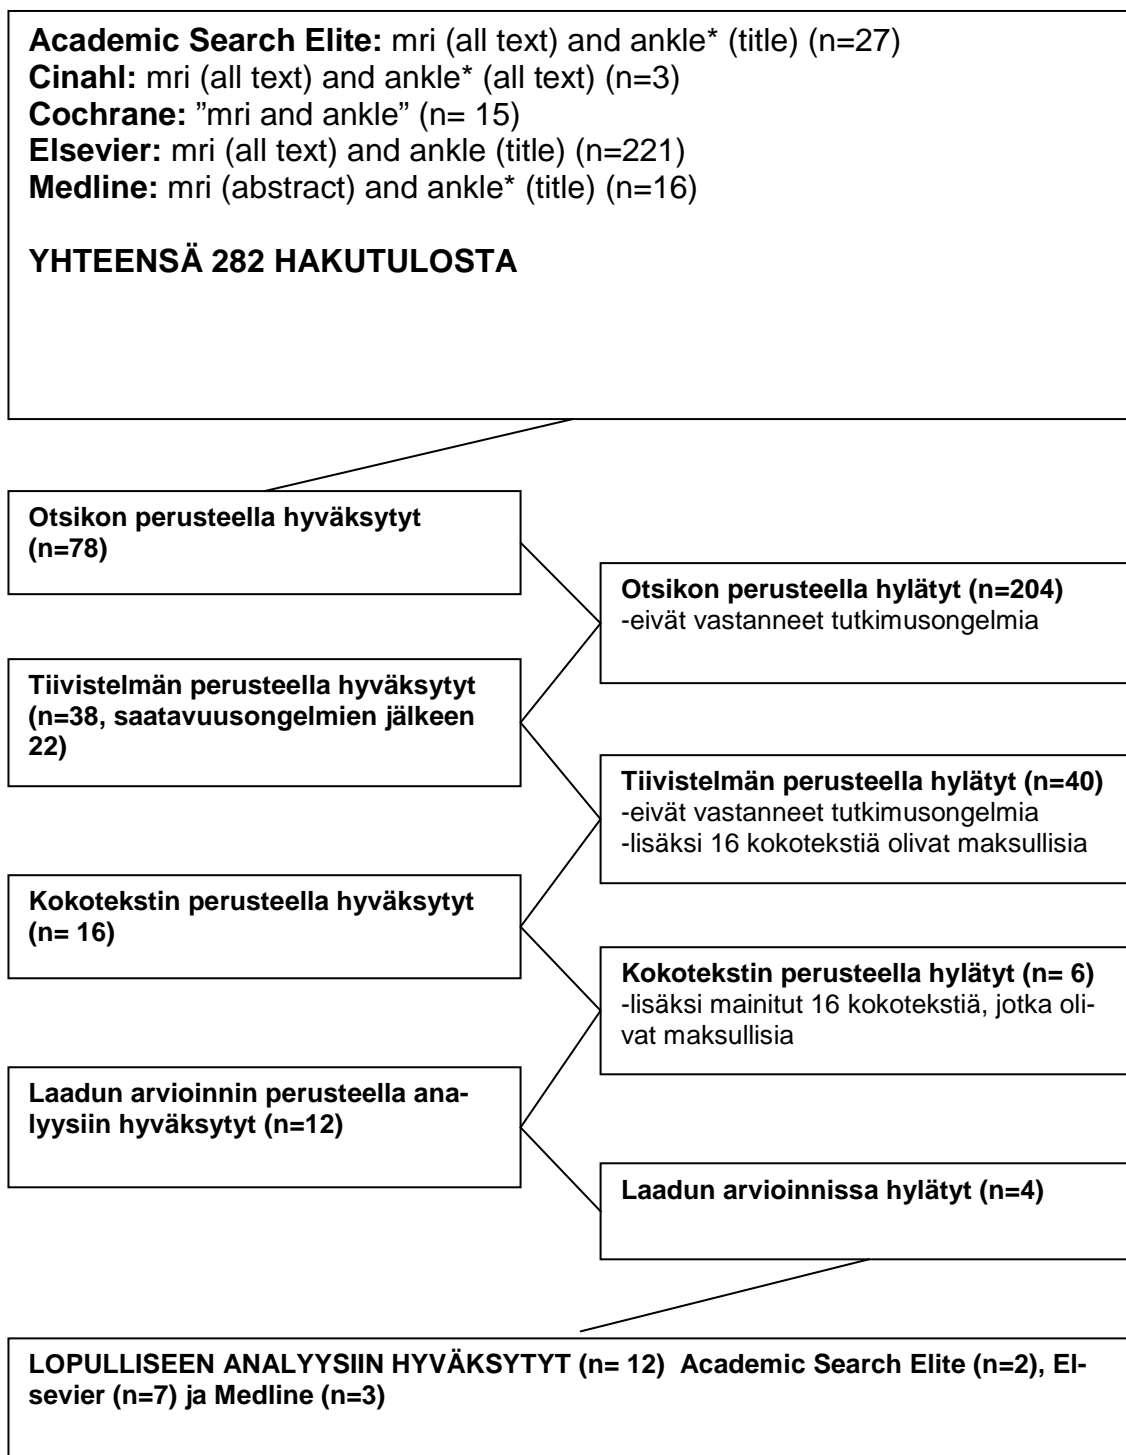 Academic Search Elite: mri (all text) and ankle* (title) (n=27)
Cinahl: mri (all text) and ankle* (all text) (n=3)
Cochrane: ”mri and ankle” (n= 15)
Elsevier: mri (all text) and ankle (title) (n=221)
Medline: mri (abstract) and ankle* (title) (n=16)
YHTEENSÄ 282 HAKUTULOSTA
Otsikon perusteella hyväksytyt
(n=78)
Otsikon perusteella hylätyt (n=204)
-eivät vastanneet tutkimusongelmia
Tiivistelmän perusteella hyväksytyt
(n=38, saatavuusongelmien jälkeen
22)
Tiivistelmän perusteella hylätyt (n=40)
-eivät vastanneet tutkimusongelmia
-lisäksi 16 kokotekstiä olivat maksullisia
Kokotekstin perusteella hyväksytyt
(n= 16)
Kokotekstin perusteella hylätyt (n= 6)
-lisäksi mainitut 16 kokotekstiä, jotka oli-
vat maksullisia
Laadun arvioinnin perusteella ana-
lyysiin hyväksytyt (n=12)
Laadun arvioinnissa hylätyt (n=4)
LOPULLISEEN ANALYYSIIN HYVÄKSYTYT (n= 12)  Academic Search Elite (n=2), El-
sevier (n=7) ja Medline (n=3)